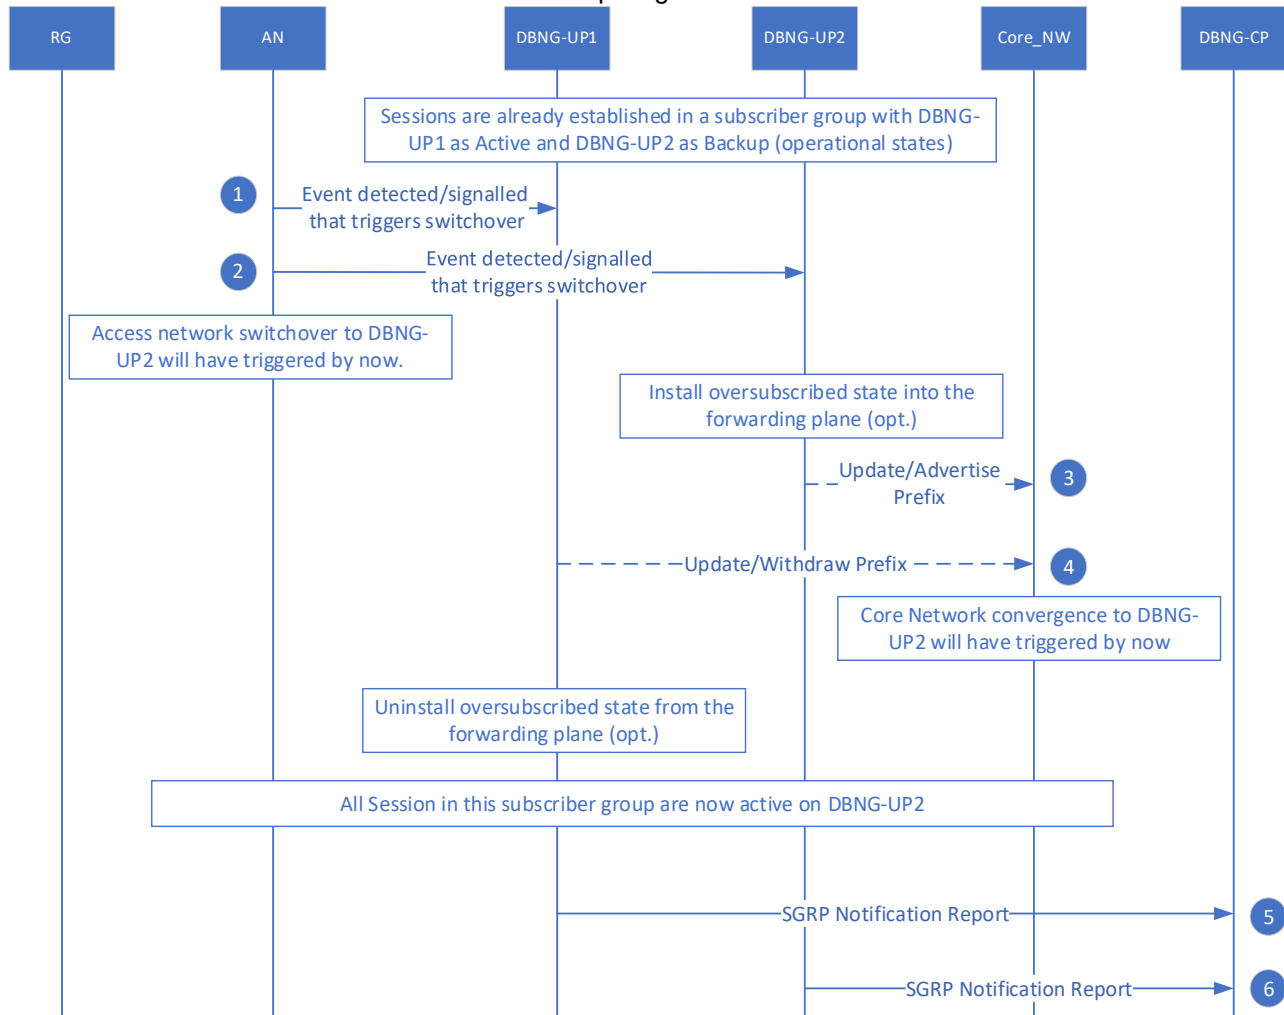 RG
AN
DBNG-UP1
DBNG-UP2
Core_NW
DBNG-CP
Sessions are already established in a subscriber group with DBNG-
UP1 as Active and DBNG-UP2 as Backup (operational states)
1
Event detected/signalled
that triggers switchover
2
Event detected/signalled
that triggers switchover
Access network switchover to DBNG-
UP2 will have triggered by now.
Install oversubscribed state into the
forwarding plane (opt.)
Update/Advertise
Prefix
3
Update/Withdraw Prefix
4
Core Network convergence to DBNG-
UP2 will have triggered by now
Uninstall oversubscribed state from the
forwarding plane (opt.)
All Session in this subscriber group are now active on DBNG-UP2
SGRP Notification Report
5
SGRP Notification Report
6